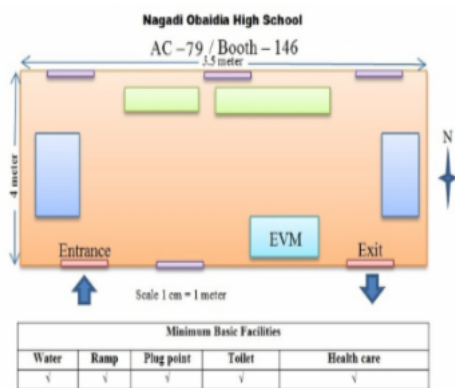 Nagadi Obaidia High School
AC –79 / Booth – 146
3.5 meter
4 meter
N
Entrance
EVM
Exit
Scale 1 cm = 1 meter
Minimum Basic Facilities
Water Ramp Plug point Toilet Health care
√ √ √ √ √